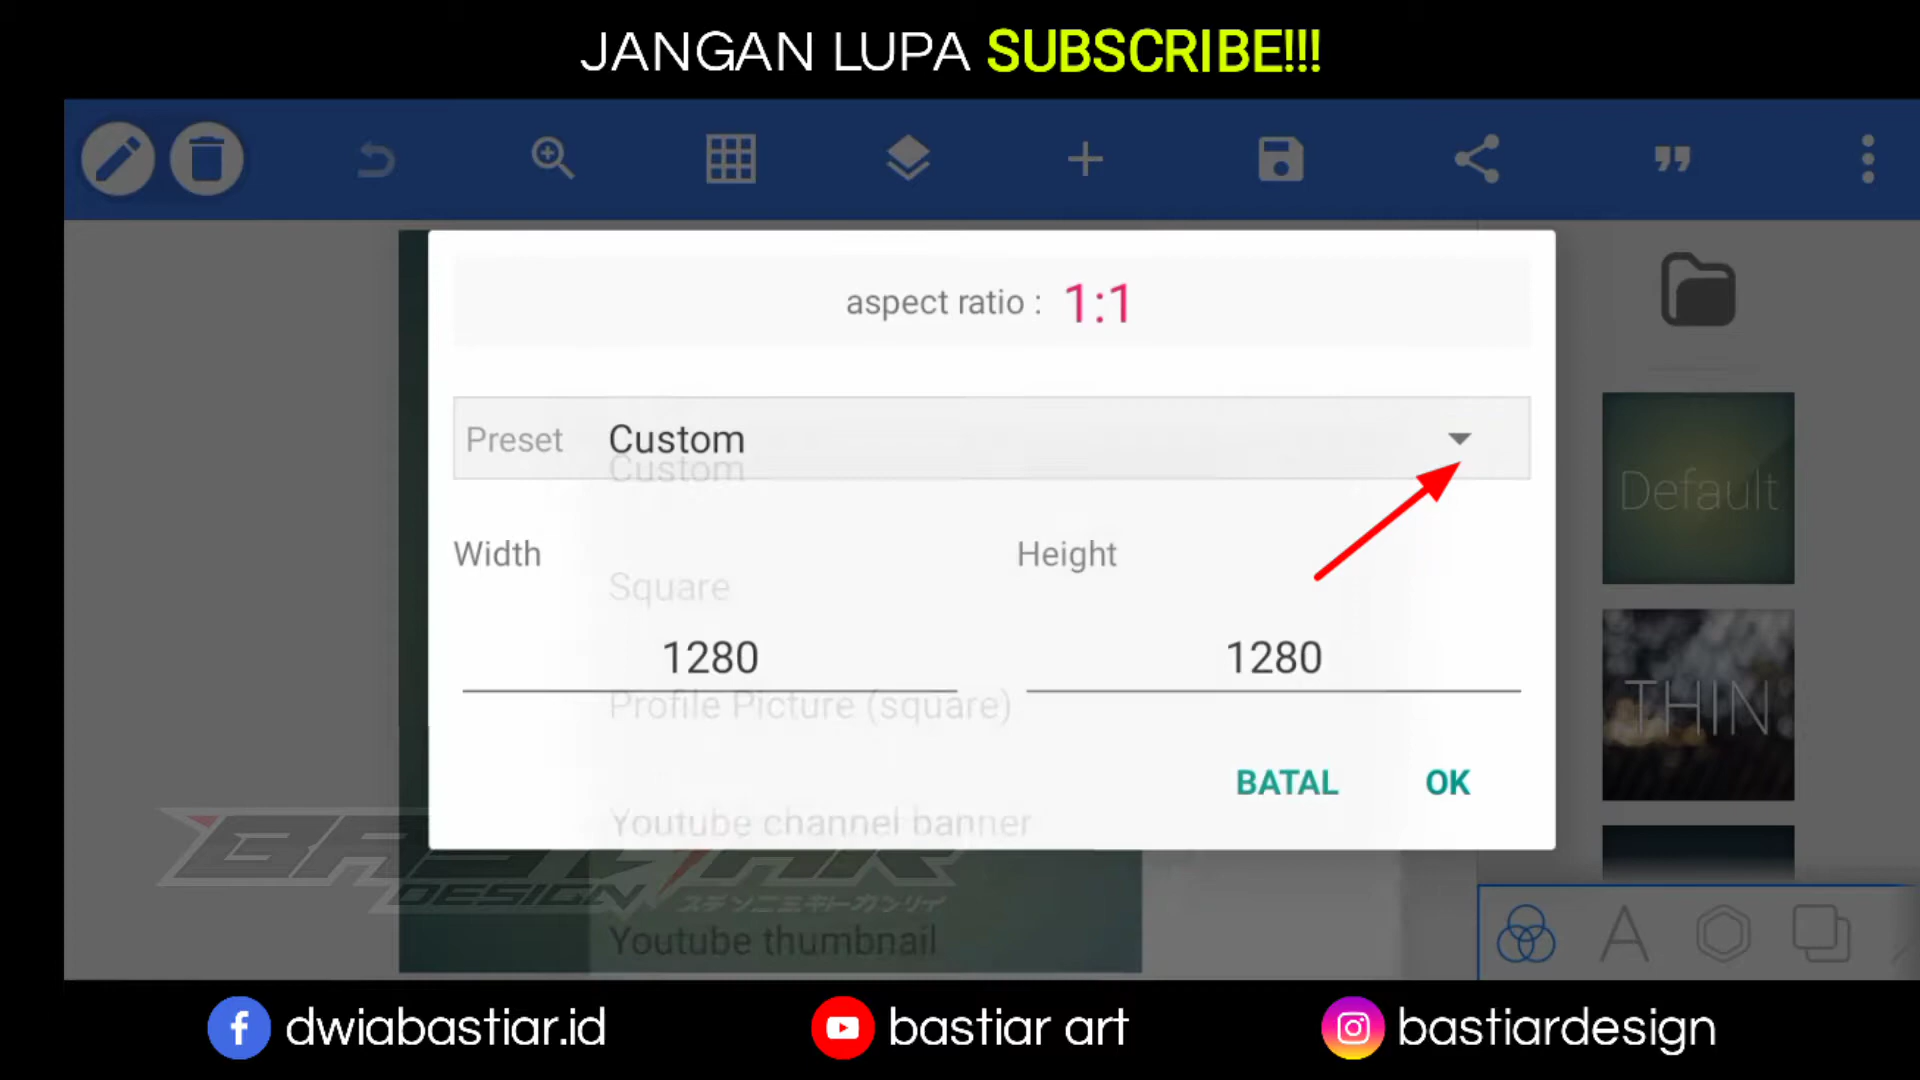 JANGAN LUPA SUBSCRIBE!!!
aspect ratio : 1:1
Preset Custom
Custom
Width Height
Square
1280 1280
Profile Picture (square)
BATAL OK
Youtube channel banner
Youtube thumbnail
Default
THIN
DESIGN
A
dwiabastiar.id
bastiar art
bastiardesign